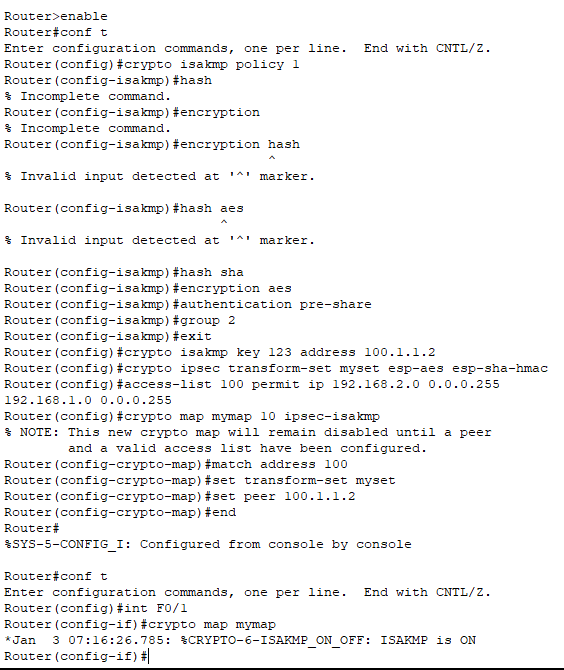 Router>enable
Router#conf t
Enter configuration commands, one per line.  End with CNTL/Z.
Router(config)#crypto isakmp policy 1
Router(config-isakmp)#hash
% Incomplete command.
Router(config-isakmp)#encryption
% Incomplete command.
Router(config-isakmp)#encryption hash
^
% Invalid input detected at '^' marker.
Router(config-isakmp)#hash aes
^
% Invalid input detected at '^' marker.
Router(config-isakmp)#hash sha
Router(config-isakmp)#encryption aes
Router(config-isakmp)#authentication pre-share
Router(config-isakmp)#group 2
Router(config-isakmp)#exit
Router(config)#crypto isakmp key 123 address 100.1.1.2
Router(config)#crypto ipsec transform-set myset esp-aes esp-sha-hmac
Router(config)#access-list 100 permit ip 192.168.2.0 0.0.0.255
192.168.1.0 0.0.0.255
Router(config)#crypto map mymap 10 ipsec-isakmp
% NOTE: This new crypto map will remain disabled until a peer
and a valid access list have been configured.
Router(config-crypto-map)#match address 100
Router(config-crypto-map)#set transform-set myset
Router(config-crypto-map)#set peer 100.1.1.2
Router(config-crypto-map)#end
Router#
%SYS-5-CONFIG_I: Configured from console by console
Router#conf t
Enter configuration commands, one per line.  End with CNTL/Z.
Router(config)#int F0/1
Router(config-if)#crypto map mymap
*Jan  3 07:16:26.785: %CRYPTO-6-ISAKMP_ON_OFF: ISAKMP is ON
Router(config-if)#